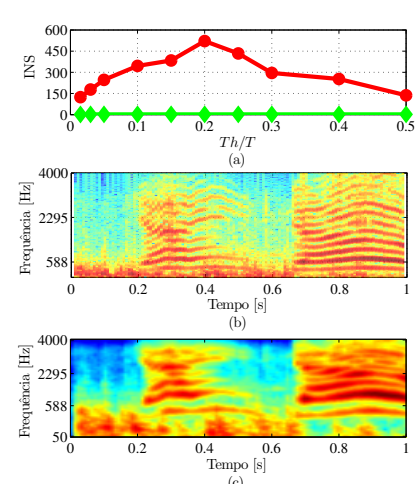 600
450
300
150
0
INS
0 0.1 0.2 0.3 0.4 0.5
Th/T
(a)
4000
2295
588
Frequência [Hz]
0 0.2 0.4 0.6 0.8 1
Tempo [s]
(b)
4000
2295
588
50
Frequência [Hz]
0 0.2 0.4 0.6 0.8 1
Tempo [s]
(c)